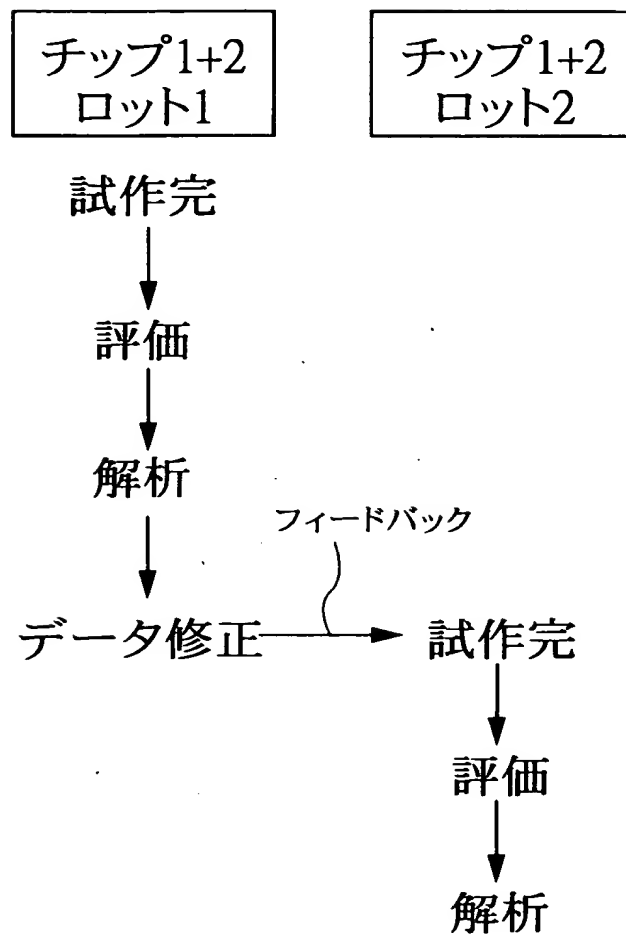 チップ1+2
ロット1
チップ1+2
ロット2
試作完
評価
解析
フィードバック
データ修正
試作完
評価
解析